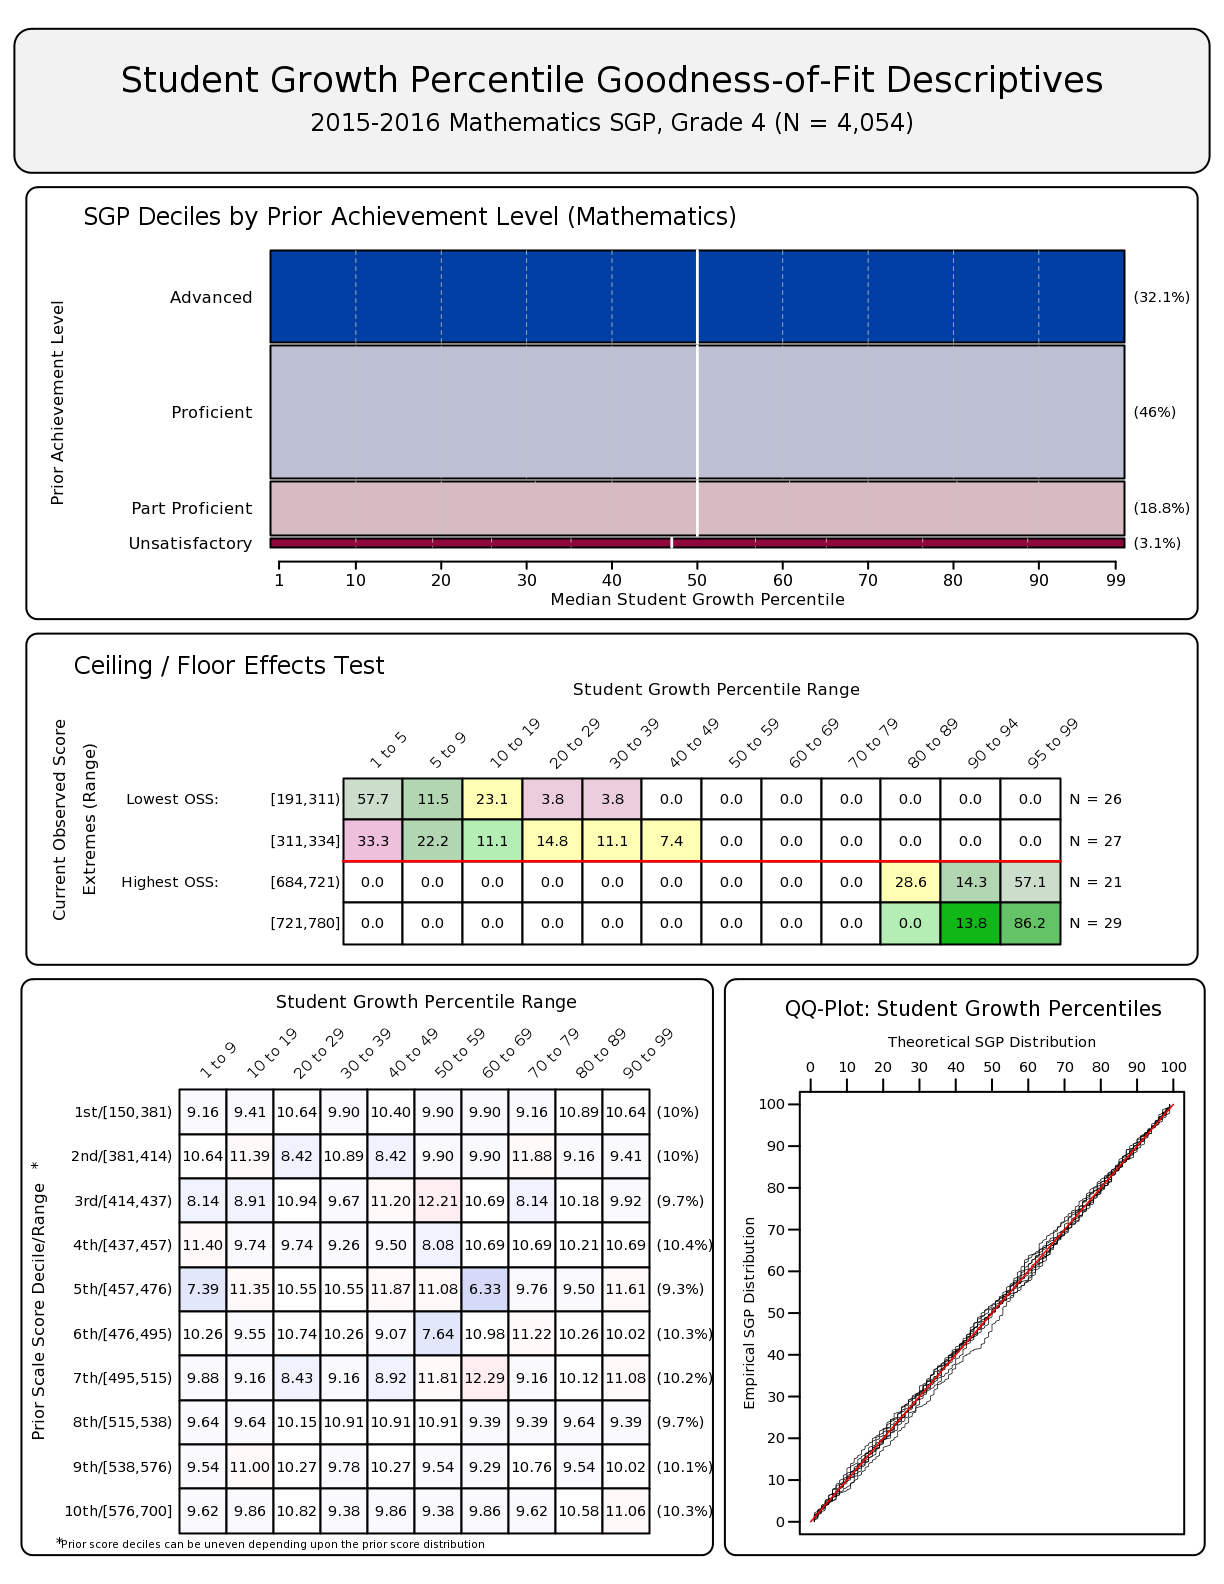 Student Growth Percentile Goodness-of-Fit Descriptives
2015-2016 Mathematics SGP, Grade 4 (N = 4,054)
SGP Deciles by Prior Achievement Level (Mathematics)
Prior Achievement Level
Advanced (32.1%)
Proficient (46%)
Part Proficient (18.8%)
Unsatisfactory (3.1%)
1 10 20 30 40 50 60 70 80 90 99
Median Student Growth Percentile
Ceiling / Floor Effects Test
Student Growth Percentile Range
1 to 5 5 to 9 10 to 19 20 to 29 30 to 39 40 to 49 50 to 59 60 to 69 70 to 79 80 to 89 90 to 94 95 to 99
Current Observed Score
Extremes (Range)
Lowest OSS: [191,311) 57.7 11.5 23.1 3.8 3.8 0.0 0.0 0.0 0.0 0.0 0.0 0.0 N = 26
[311,334) 33.3 22.2 11.1 14.8 11.1 7.4 0.0 0.0 0.0 0.0 0.0 0.0 N = 27
Highest OSS: [684,721) 0.0 0.0 0.0 0.0 0.0 0.0 0.0 0.0 0.0 28.6 14.3 57.1 N = 21
[721,780] 0.0 0.0 0.0 0.0 0.0 0.0 0.0 0.0 0.0 0.0 13.8 86.2 N = 29
Student Growth Percentile Range
1 to 9 10 to 19 20 to 29 30 to 39 40 to 49 50 to 59 60 to 69 70 to 79 80 to 89 90 to 99
Prior Scale Score Decile/Range *
1st/[150,381) 9.16 9.41 10.64 9.90 10.40 9.90 9.90 9.16 10.89 10.64 (10%)
2nd/[381,414) 10.64 11.39 8.42 10.89 8.42 9.90 9.90 11.88 9.16 9.41 (10%)
3rd/[414,437) 8.14 8.91 10.94 9.67 11.20 12.21 10.69 8.14 10.18 9.92 (9.7%)
4th/[437,457) 11.40 9.74 9.74 9.26 9.50 8.08 10.69 10.69 10.21 10.69 (10.4%)
5th/[457,476) 7.39 11.35 10.55 10.55 11.87 11.08 6.33 9.76 9.50 11.61 (9.3%)
6th/[476,495) 10.26 9.55 10.74 10.26 9.07 7.64 10.98 11.22 10.26 10.02 (10.3%)
7th/[495,515) 9.88 9.16 8.43 9.16 8.92 11.81 12.29 9.16 10.12 11.08 (10.2%)
8th/[515,538) 9.64 9.64 10.15 10.91 10.91 10.91 9.39 9.39 9.64 9.39 (9.7%)
9th/[538,576) 9.54 11.00 10.27 9.78 10.27 9.54 9.29 10.76 9.54 10.02 (10.1%)
10th/[576,700] 9.62 9.86 10.82 9.38 9.86 9.38 9.86 9.62 10.58 11.06 (10.3%)
*Prior score deciles can be uneven depending upon the prior score distribution
QQ-Plot: Student Growth Percentiles
Theoretical SGP Distribution
0 10 20 30 40 50 60 70 80 90 100
Empirical SGP Distribution
100
90
80
70
60
50
40
30
20
10
0